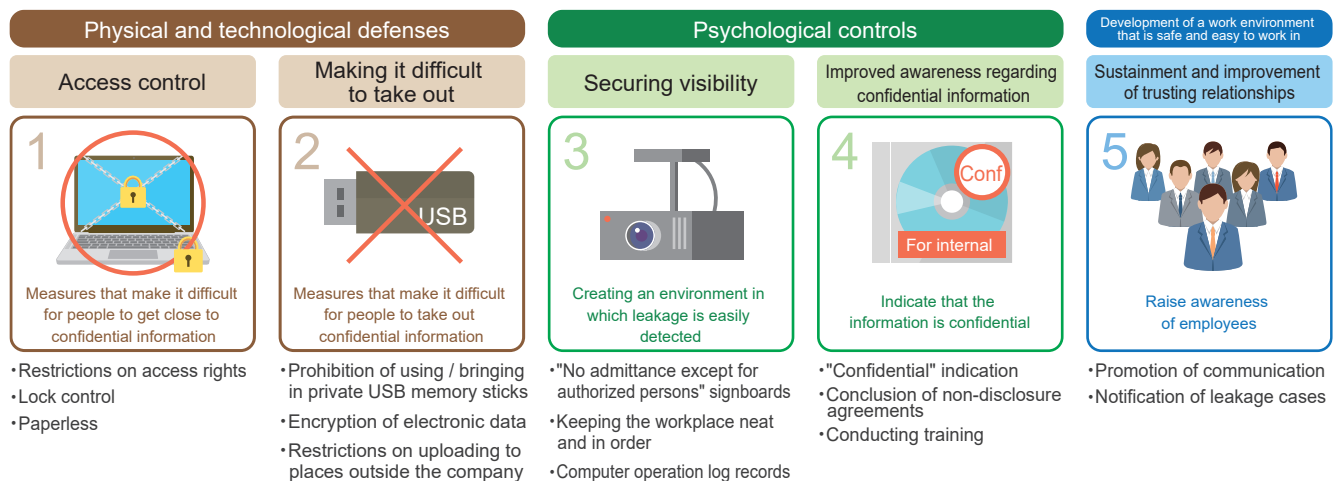 Physical and technological defenses
Psychological controls
Development of a work environment
that is safe and easy to work in
Access control
Making it difficult
to take out
Securing visibility
Improved awareness regarding
confidential information
Sustainment and improvement
of trusting relationships
1
Measures that make it difficult
for people to get close to
confidential information
2
USB
Measures that make it difficult
for people to take out
confidential information
3
Creating an environment in
which leakage is easily
detected
4
Conf
For internal
Indicate that the
information is confidential
5
Raise awareness
of employees
・Restrictions on access rights
・Lock control
・Paperless
・Prohibition of using / bringing
in private USB memory sticks
・Encryption of electronic data
・Restrictions on uploading to
places outside the company
・"No admittance except for
authorized persons" signboards
・Keeping the workplace neat
and in order
・Computer operation log records
・"Confidential" indication
・Conclusion of non-disclosure
agreements
・Conducting training
・Promotion of communication
・Notification of leakage cases